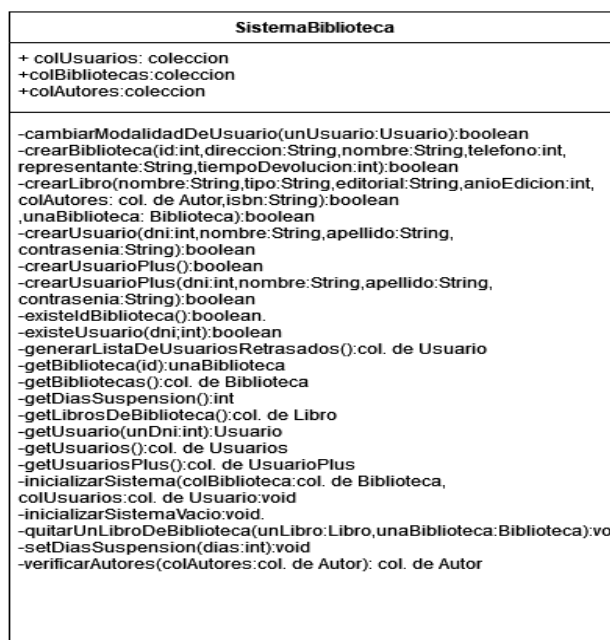 SistemaBiblioteca
+ colUsuarios: coleccion
+colBibliotecas:coleccion
+colAutores:coleccion
-cambiarModalidadDeUsuario(unUsuario:Usuario):boolean
-crearBiblioteca(id:int,direccion:String,nombre:String,telefono:int,
representante:String,tiempoDevolucion:int):boolean
-crearLibro(nombre:String,tipo:String,editorial:String,anioEdicion:int,
colAutores: col. de Autor,isbn:String):boolean
,unaBiblioteca: Biblioteca):boolean
-crearUsuario(dni:int,nombre:String,apellido:String,
contrasenia:String):boolean
-crearUsuarioPlus():boolean
-crearUsuarioPlus(dni:int,nombre:String,apellido:String,
contrasenia:String):boolean
-existeIdBiblioteca():boolean.
-existeUsuario(dni;int):boolean
-generarListaDeUsuariosRetrasados():col. de Usuario
-getBiblioteca(id):unaBiblioteca
-getBibliotecas():col. de Biblioteca
-getDiasSuspension():int
-getLibrosDeBiblioteca():col. de Libro
-getUsuario(unDni:int):Usuario
-getUsuarios():col. de Usuarios
-getUsuariosPlus():col. de UsuarioPlus
-inicializarSistema(colBiblioteca:col. de Biblioteca,
colUsuarios:col. de Usuario:void
-inicializarSistemaVacio:void.
-quitarUnLibroDeBiblioteca(unLibro:Libro,unaBiblioteca:Biblioteca):vo
-setDiasSuspension(dias:int):void
-verificarAutores(colAutores:col. de Autor): col. de Autor